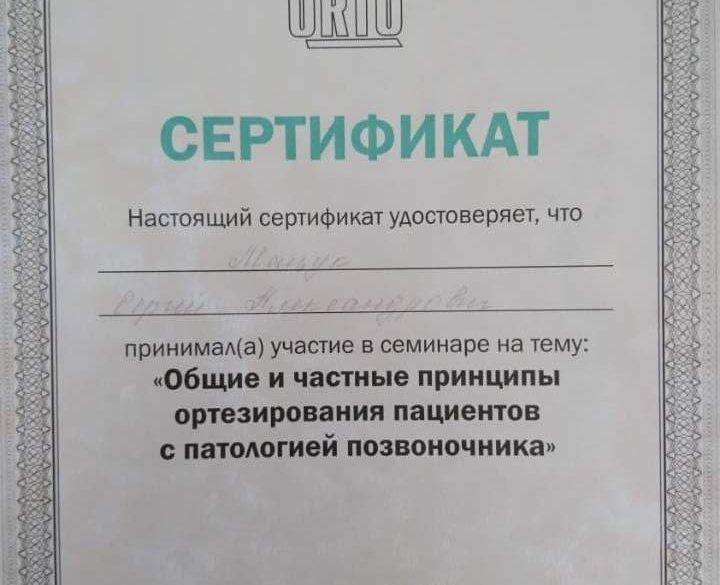 ORTO
СЕРТИФИКАТ
Настоящий сертификат удостоверяет, что
Александрович
принимал(а) участие в семинаре на тему:
«Общие и частные принципы
ортезирования пациентов
с патологией позвоночника»